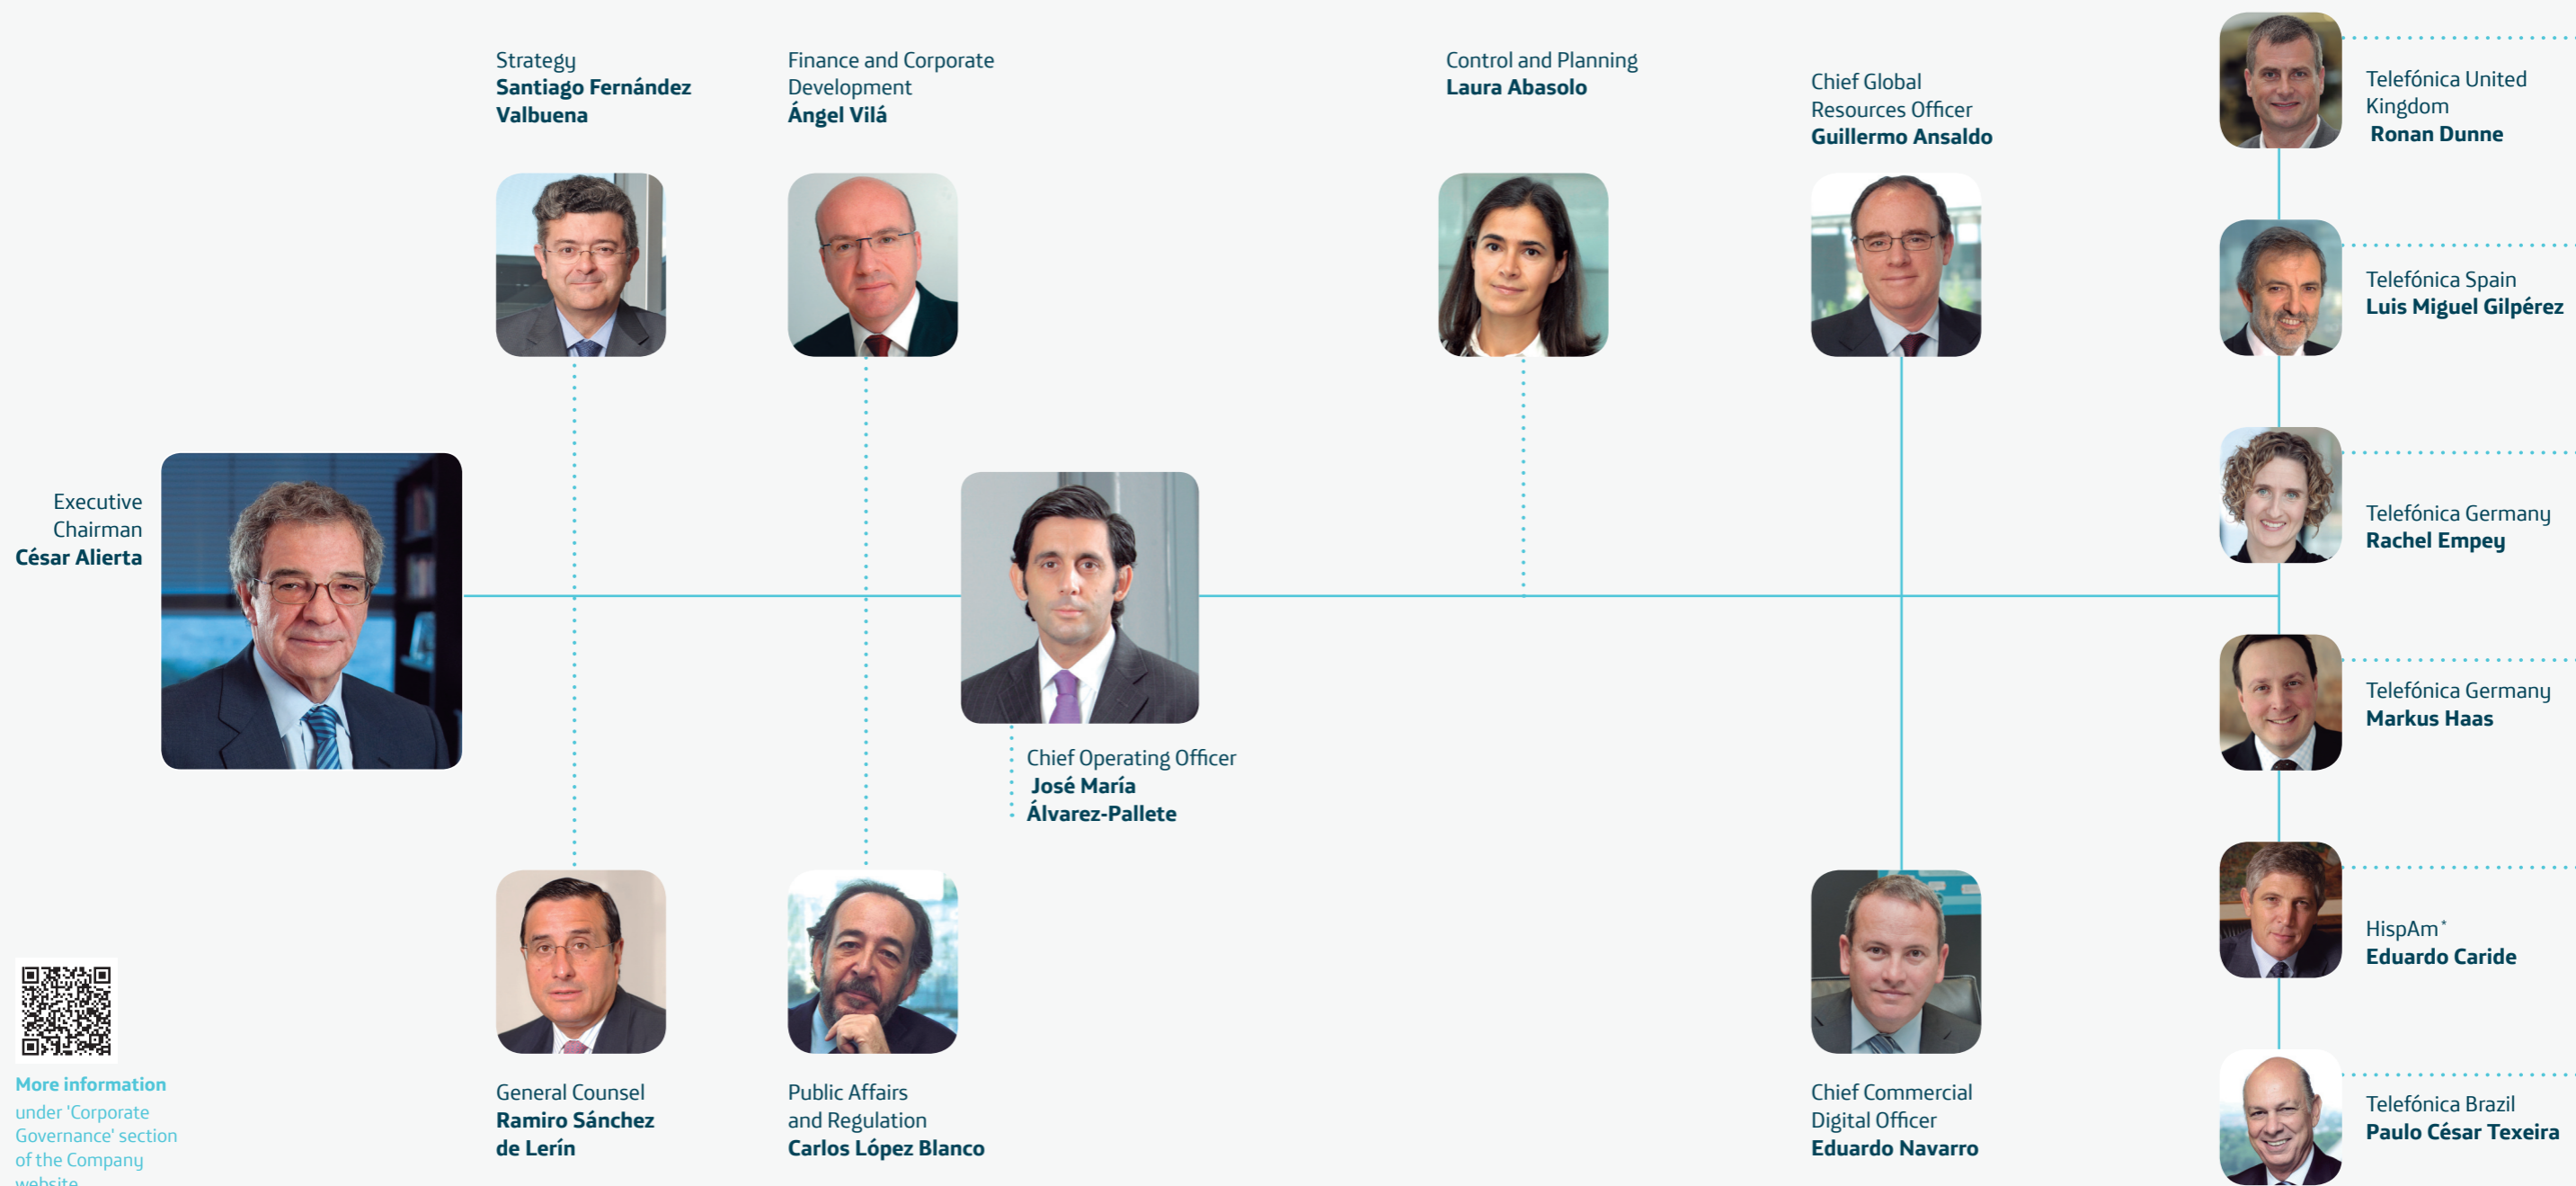 Strategy
Santiago Fernández
Valbuena
Finance and Corporate
Development
Ángel Vilá
Control and Planning
Laura Abasolo
Chief Global
Resources Officer
Guillermo Ansaldo
Telefónica United
Kingdom
Ronan Dunne
Telefónica Spain
Luis Miguel Gilpérez
Executive
Chairman
César Alierta
Telefónica Germany
Rachel Empey
Chief Operating Officer
José María
Álvarez-Pallete
Telefónica Germany
Markus Haas
HispAm*
Eduardo Caride
More information
under 'Corporate
Governance' section
of the Company
website
General Counsel
Ramiro Sánchez
de Lerín
Public Affairs
and Regulation
Carlos López Blanco
Chief Commercial
Digital Officer
Eduardo Navarro
Telefónica Brazil
Paulo César Texeira